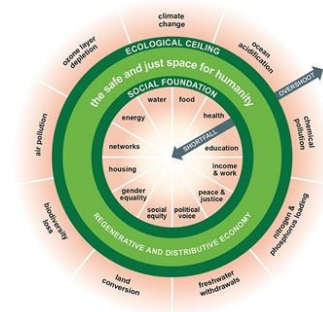 climate
change
ocean
acidification
chemical
pollution
nitrogen &
phosphorus loading
freshwater
withdrawals
land
conversion
biodiversity
loss
air pollution
ozone layer
depletion
ECOLOGICAL CEILING
the safe and just space for humanity
SOCIAL FOUNDATION
OVERSHOOT
SHORTFALL
water
food
health
education
income
& work
peace &
justice
political
voice
social
equity
gender
equality
housing
networks
energy
REGENERATIVE AND DISTRIBUTIVE ECONOMY